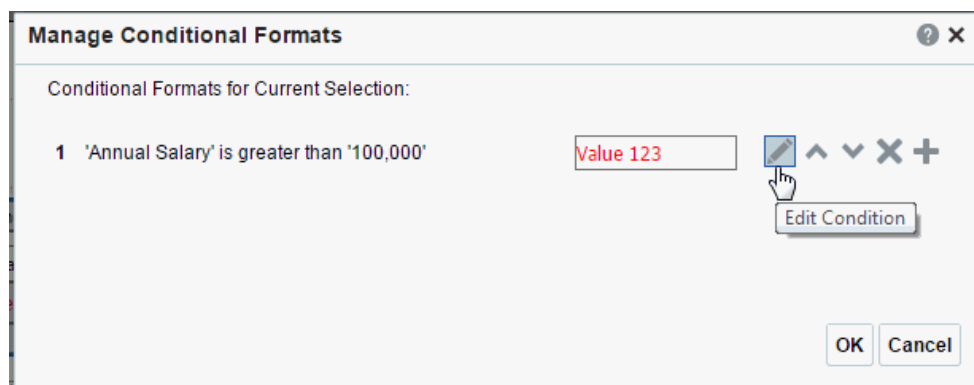 Manage Conditional Formats
Conditional Formats for Current Selection:
1 'Annual Salary' is greater than '100,000' Value 123
Edit Condition
OK Cancel